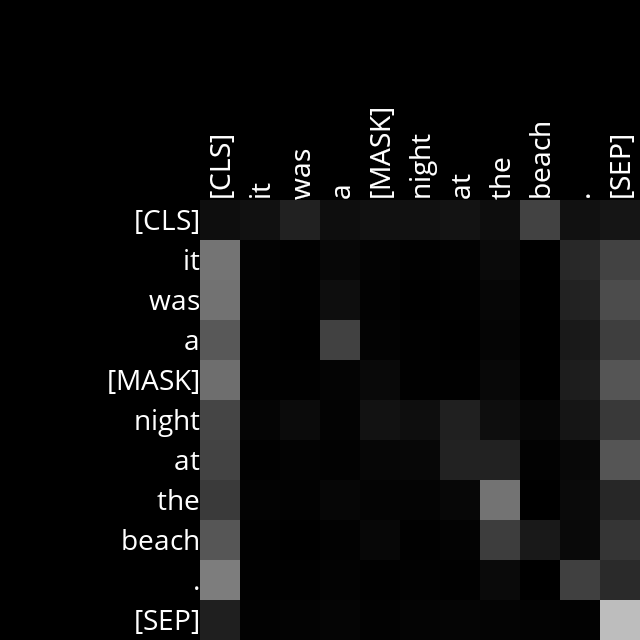 [CLS] it was a [MASK] night at the beach . [SEP]
[CLS]
it
was
a
[MASK]
night
at
the
beach
.
[SEP]